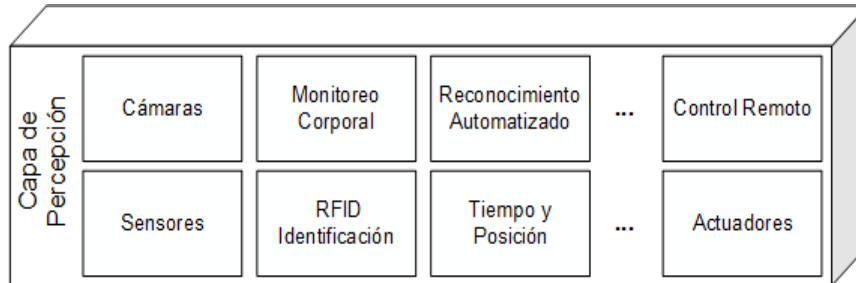 Capa de
Percepción
Cámaras
Monitoreo
Corporal
Reconocimiento
Automatizado
...
Control Remoto
Sensores
RFID
Identificación
Tiempo y
Posición
...
Actuadores